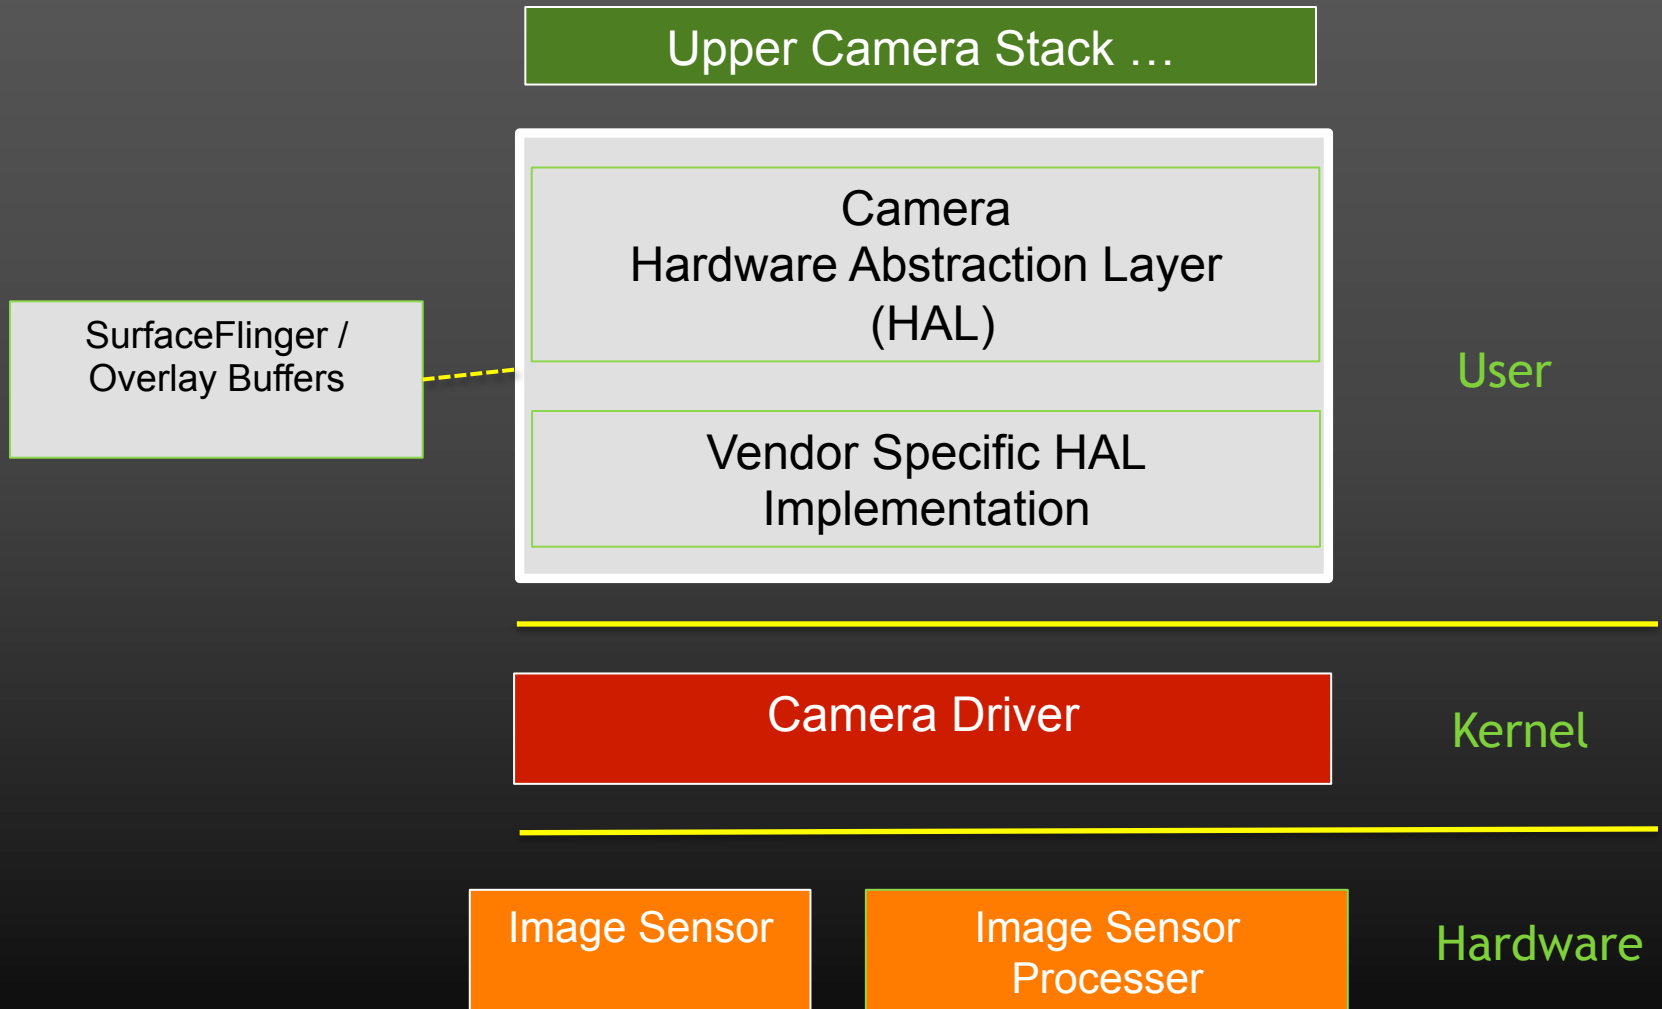 Upper Camera Stack …
Camera
Hardware Abstraction Layer
(HAL)
SurfaceFlinger /
Overlay Buffers
User
Vendor Specific HAL
Implementation
Camera Driver
Kernel
Image Sensor
Image Sensor
Processer
Hardware